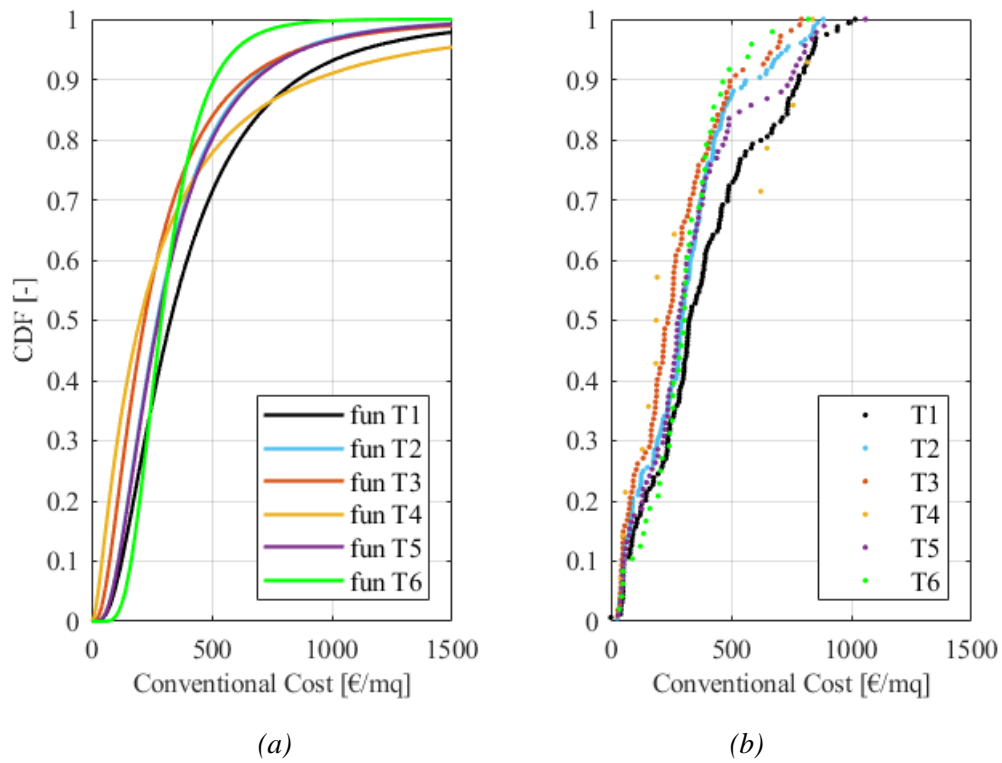 CDF [-]
1
0.9
0.8
0.7
0.6
0.5
0.4
0.3
0.2
0.1
0
fun T1
fun T2
fun T3
fun T4
fun T5
fun T6
0 500 1000 1500
Conventional Cost [€/mq]
(a)
1
0.9
0.8
0.7
0.6
0.5
0.4
0.3
0.2
0.1
0
T1
T2
T3
T4
T5
T6
0 500 1000 1500
Conventional Cost [€/mq]
(b)